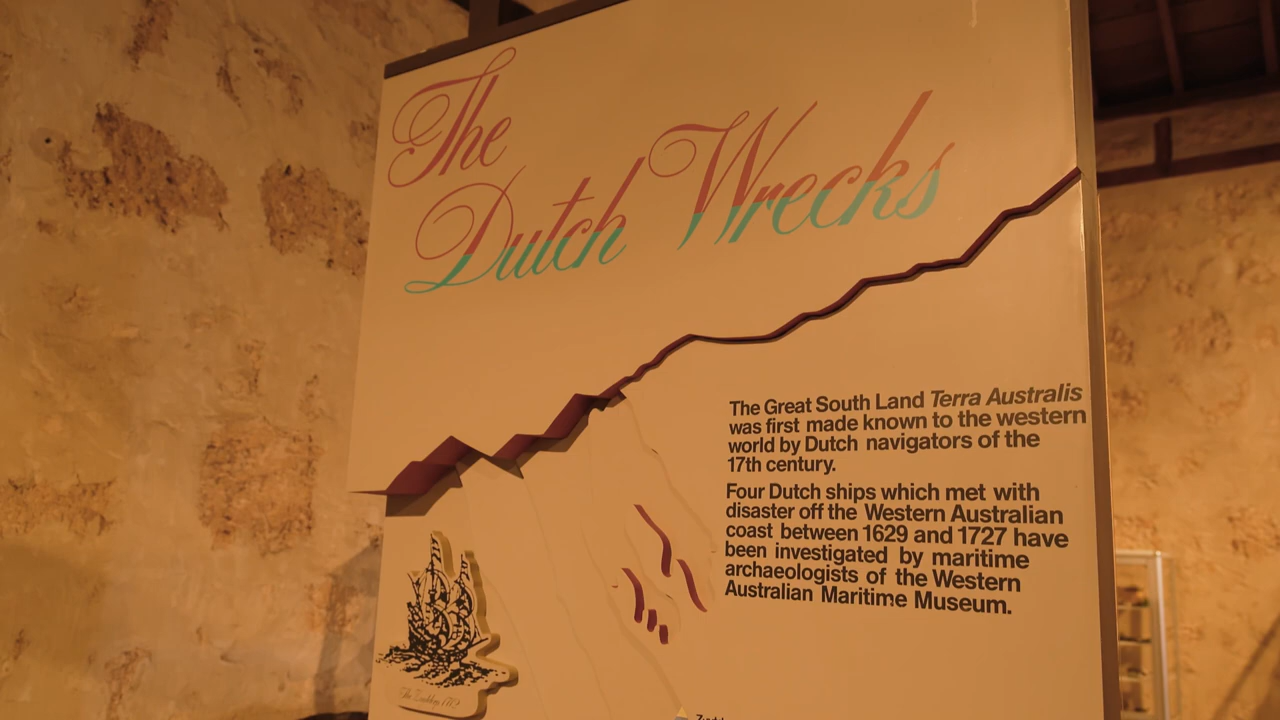 The
Dutch Wrecks
The Great South Land Terra Australis
was first made known to the western
world by Dutch navigators of the
17th century.
Four Dutch ships which met with
disaster off the Western Australian
coast between 1629 and 1727 have
been investigated by maritime
archaeologists of the Western
Australian Maritime Museum.
The